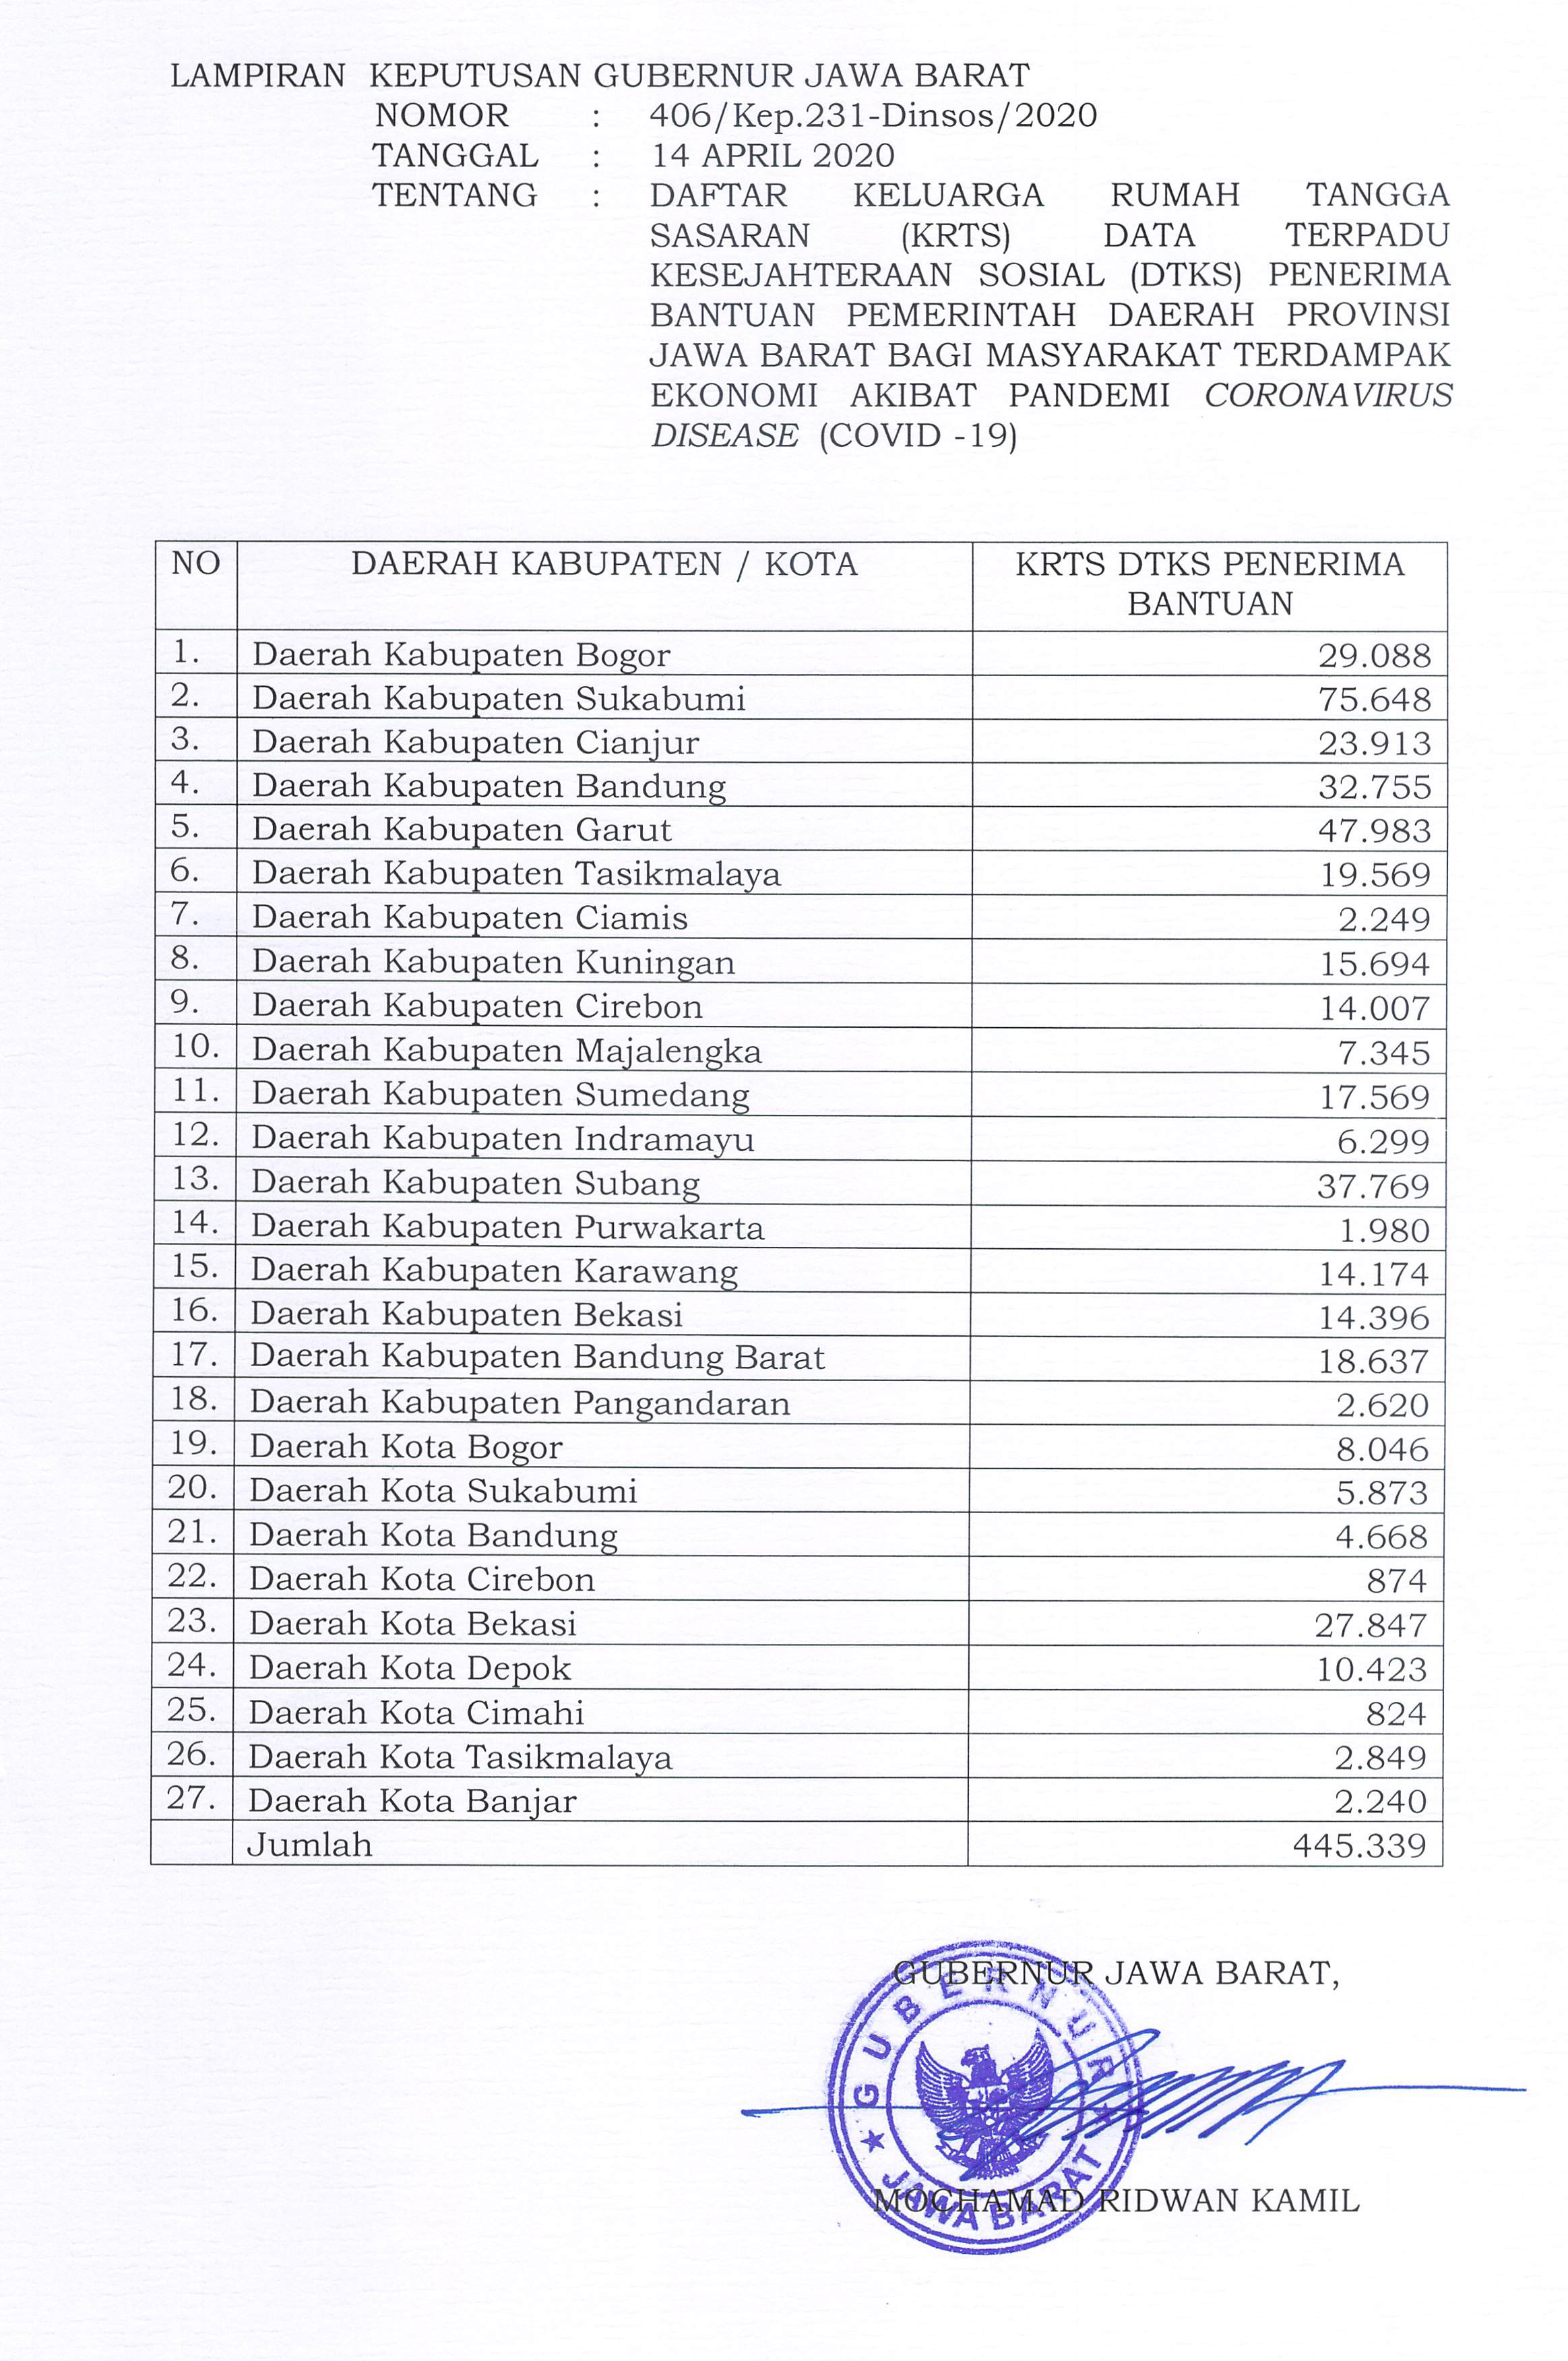 LAMPIRAN KEPUTUSAN GUBERNUR JAWA BARAT
NOMOR : 406/Kep.231-Dinsos/2020
TANGGAL : 14 APRIL 2020
TENTANG : DAFTAR KELUARGA RUMAH TANGGA
SASARAN (KRTS) DATA TERPADU
KESEJAHTERAAN SOSIAL (DTKS) PENERIMA
BANTUAN PEMERINTAH DAERAH PROVINSI
JAWA BARAT BAGI MASYARAKAT TERDAMPAK
EKONOMI AKIBAT PANDEMI CORONAVIRUS
DISEASE (COVID -19)
NO DAERAH KABUPATEN / KOTA KRTS DTKS PENERIMA
BANTUAN
1. Daerah Kabupaten Bogor 29.088
2. Daerah Kabupaten Sukabumi 75.648
3. Daerah Kabupaten Cianjur 23.913
4. Daerah Kabupaten Bandung 32.755
5. Daerah Kabupaten Garut 47.983
6. Daerah Kabupaten Tasikmalaya 19.569
7. Daerah Kabupaten Ciamis 2.249
8. Daerah Kabupaten Kuningan 15.694
9. Daerah Kabupaten Cirebon 14.007
10. Daerah Kabupaten Majalengka 7.345
11. Daerah Kabupaten Sumedang 17.569
12. Daerah Kabupaten Indramayu 6.299
13. Daerah Kabupaten Subang 37.769
14. Daerah Kabupaten Purwakarta 1.980
15. Daerah Kabupaten Karawang 14.174
16. Daerah Kabupaten Bekasi 14.396
17. Daerah Kabupaten Bandung Barat 18.637
18. Daerah Kabupaten Pangandaran 2.620
19. Daerah Kota Bogor 8.046
20. Daerah Kota Sukabumi 5.873
21. Daerah Kota Bandung 4.668
22. Daerah Kota Cirebon 874
23. Daerah Kota Bekasi 27.847
24. Daerah Kota Depok 10.423
25. Daerah Kota Cimahi 824
26. Daerah Kota Tasikmalaya 2.849
27. Daerah Kota Banjar 2.240
Jumlah 445.339
GUBERNUR JAWA BARAT,
GUBERNUR
JAWA BARAT
MOCHAMAD RIDWAN KAMIL